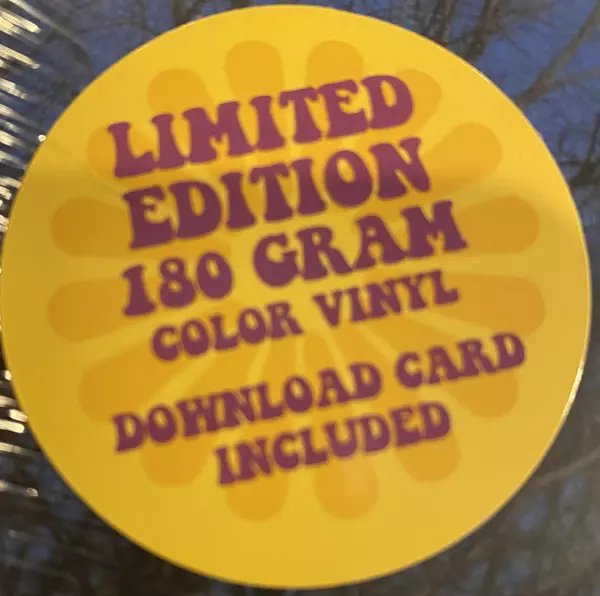 LIMITED
EDITION
180 GRAM
COLOR VINYL
DOWNLOAD CARD
INCLUDED